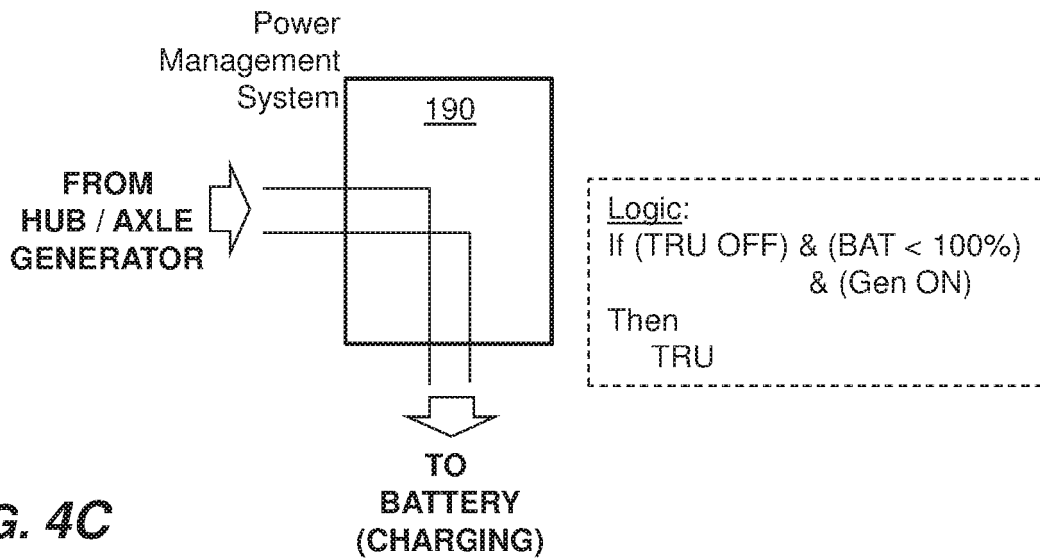 Power
Management
System
190
FROM
HUB / AXLE
GENERATOR
Logic:
If (TRU OFF) & (BAT < 100%)
& (Gen ON)
Then
TRU
TO
BATTERY
(CHARGING)
G. 4C